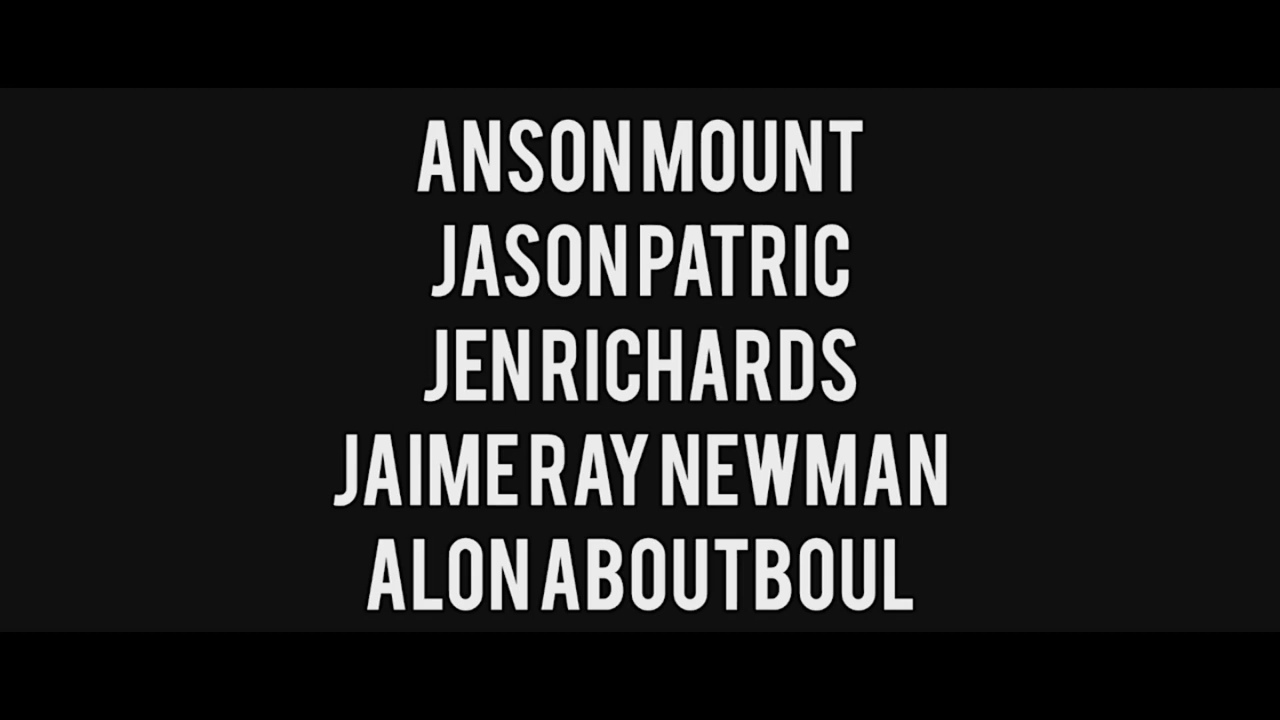 ANSON MOUNT
JASON PATRIC
JEN RICHARDS
JAIME RAY NEWMAN
ALON ABOUTBOUL